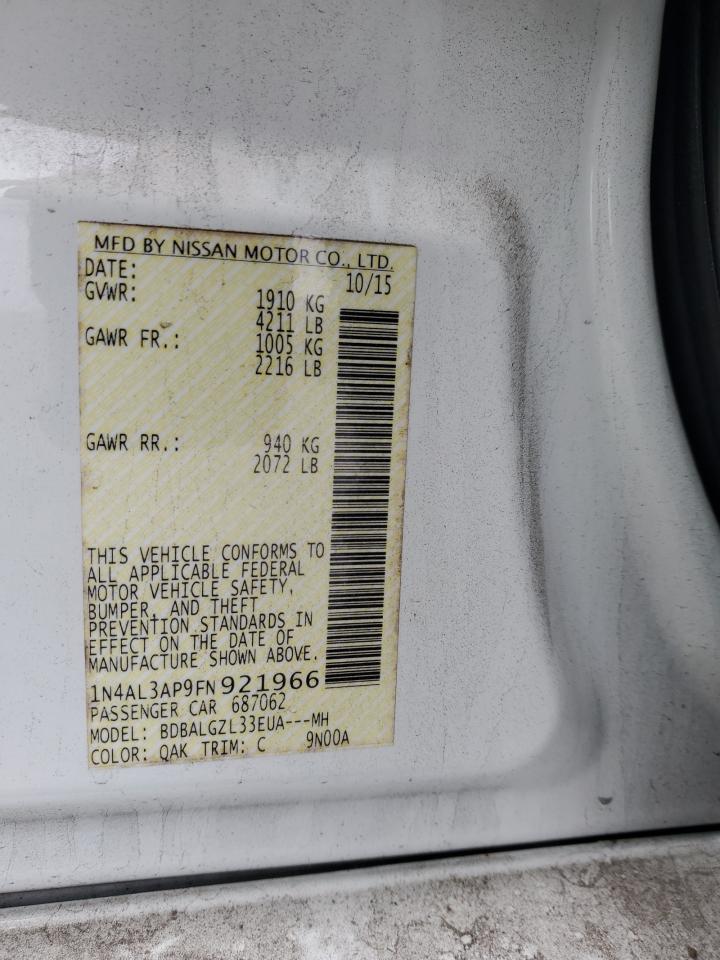 MFD BY NISSAN MOTOR CO., LTD.
DATE: 10/15
GVWR: 1910 KG
4211 LB
GAWR FR.: 1005 KG
2216 LB
GAWR RR.: 940 KG
2072 LB
THIS VEHICLE CONFORMS TO
ALL APPLICABLE FEDERAL
MOTOR VEHICLE SAFETY,
BUMPER, AND THEFT
PREVENTION STANDARDS IN
EFFECT ON THE DATE OF
MANUFACTURE SHOWN ABOVE.
1N4AL3AP9FN921966
PASSENGER CAR 687062
MODEL: BDBALGZL33EUA---MH
COLOR: QAK TRIM: C 9N00A